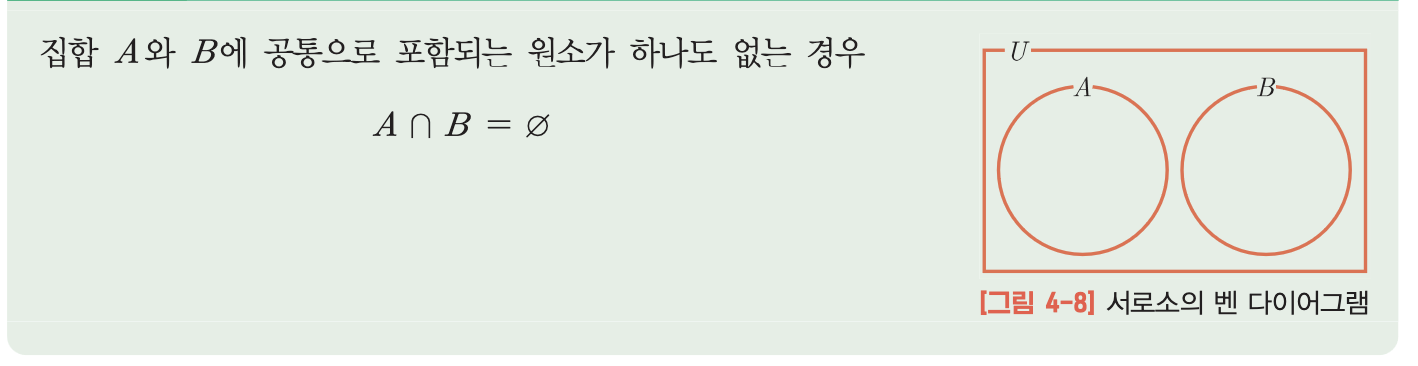 집합 A와 B에 공통으로 포함되는 원소가 하나도 없는 경우
A ∩ B = ∅
U
A
B
[그림 4-8] 서로소의 벤 다이어그램